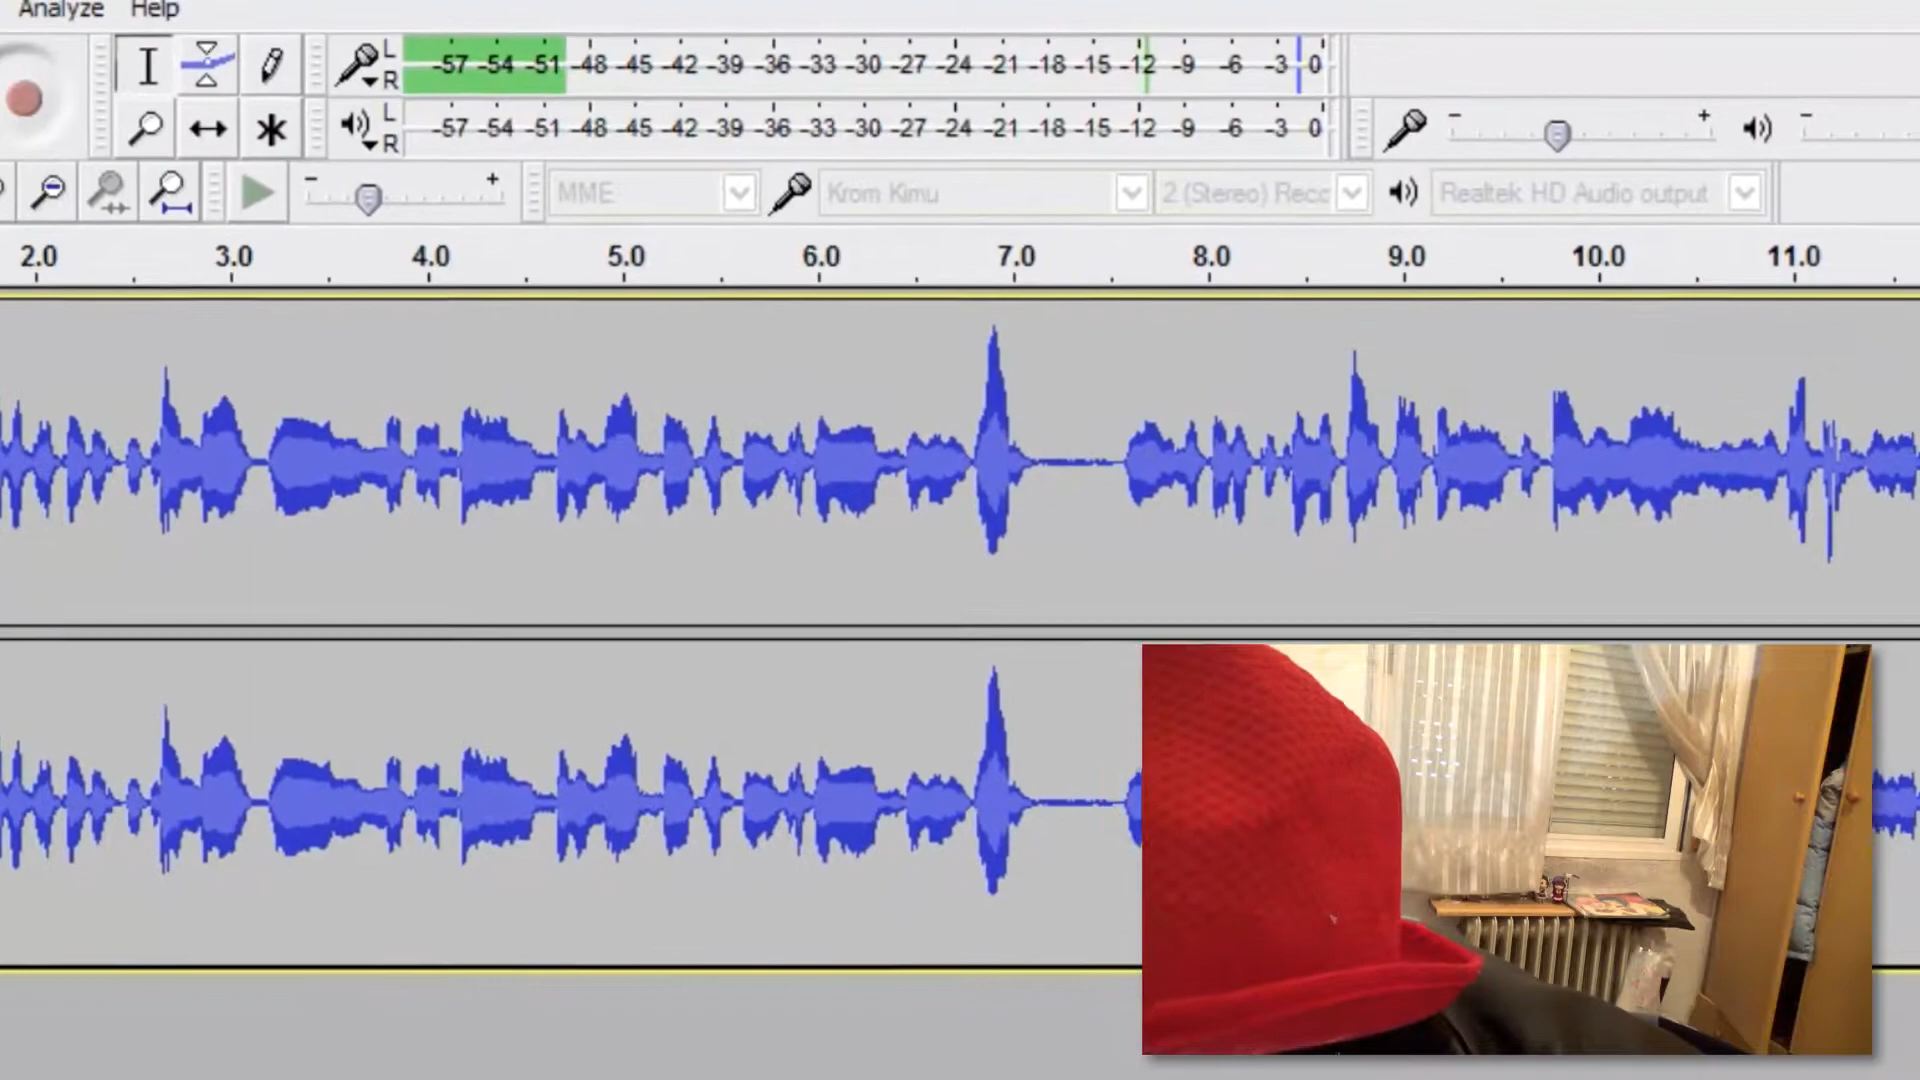 Analyze Help
L
R
-57 -54 -51 -48 -45 -42 -39 -36 -33 -30 -27 -24 -21 -18 -15 -12 -9 -6 -3 0
L
R
-57 -54 -51 -48 -45 -42 -39 -36 -33 -30 -27 -24 -21 -18 -15 -12 -9 -6 -3 0
- + -
- + MME Krom Kimu 2 (Stereo) Recc Realtek HD Audio output
2.0 3.0 4.0 5.0 6.0 7.0 8.0 9.0 10.0 11.0